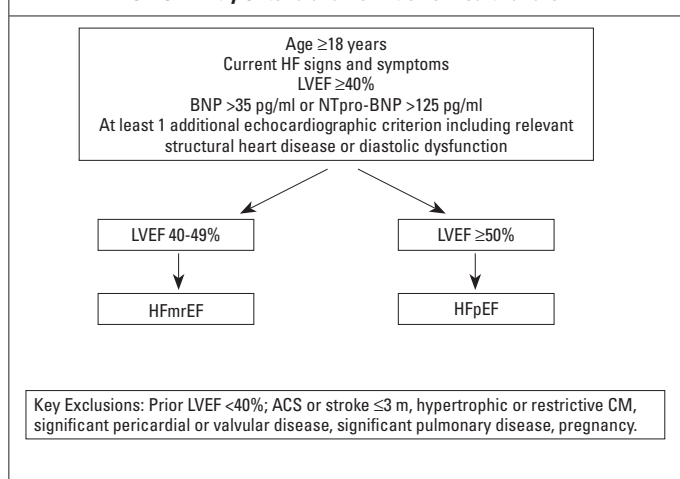 Age ≥18 years
Current HF signs and symptoms
LVEF ≥40%
BNP >35 pg/ml or NTpro-BNP >125 pg/ml
At least 1 additional echocardiographic criterion including relevant
structural heart disease or diastolic dysfunction
LVEF 40-49%
LVEF ≥50%
HFmrEF
HFpEF
Key Exclusions: Prior LVEF <40%; ACS or stroke ≤3 m, hypertrophic or restrictive CM,
significant pericardial or valvular disease, significant pulmonary disease, pregnancy.